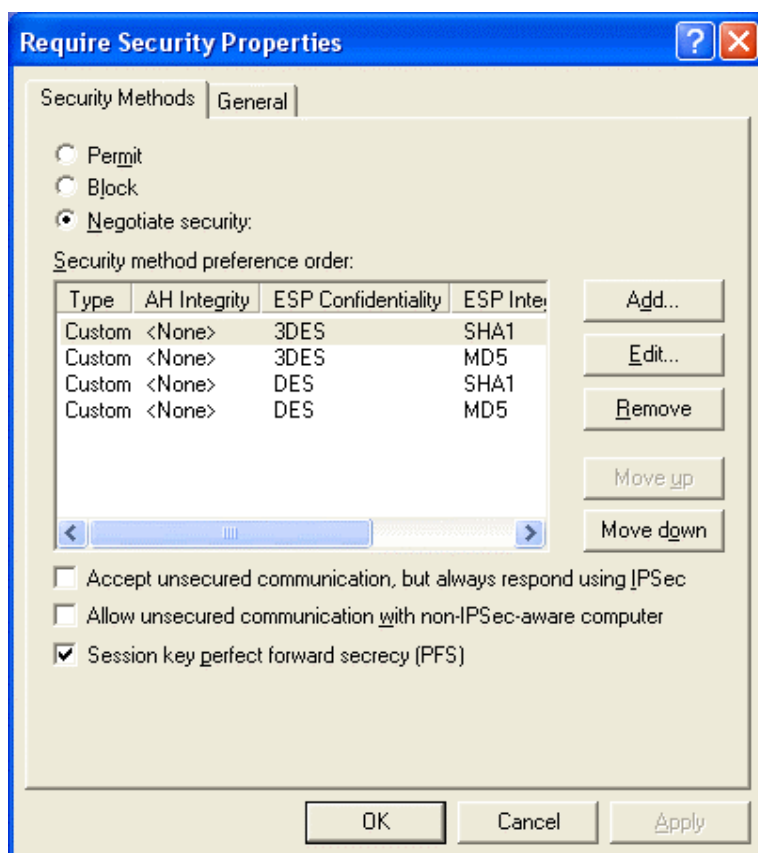 Require Security Properties
Security Methods General
Permit
Block
Negotiate security:
Security method preference order:
Type AH Integrity ESP Confidentiality ESP Inte
Custom <None> 3DES SHA1
Custom <None> 3DES MD5
Custom <None> DES SHA1
Custom <None> DES MD5
Add...
Edit...
Remove
Move up
Move down
Accept unsecured communication, but always respond using IPSec
Allow unsecured communication with non-IPSec-aware computer
Session key perfect forward secrecy (PFS)
OK Cancel Apply